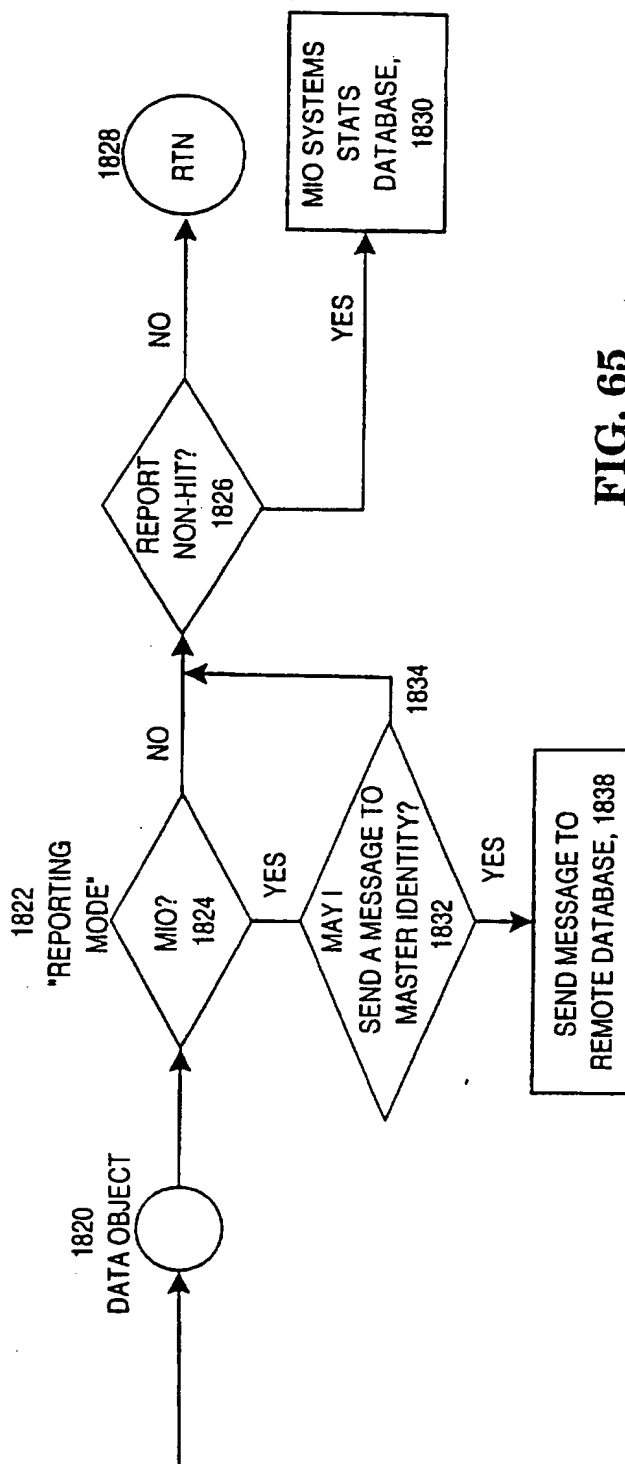 1820
DATA OBJECT
1822
"REPORTING
MODE"
MIO?
1824
NO
YES
MAY I
SEND A MESSAGE TO
MASTER IDENTITY?
1832
1834
YES
SEND MESSAGE TO
REMOTE DATABASE, 1838
REPORT
NON-HIT?
1826
NO
1828
RTN
YES
MIO SYSTEMS
STATS
DATABASE,
1830
FIG. 65